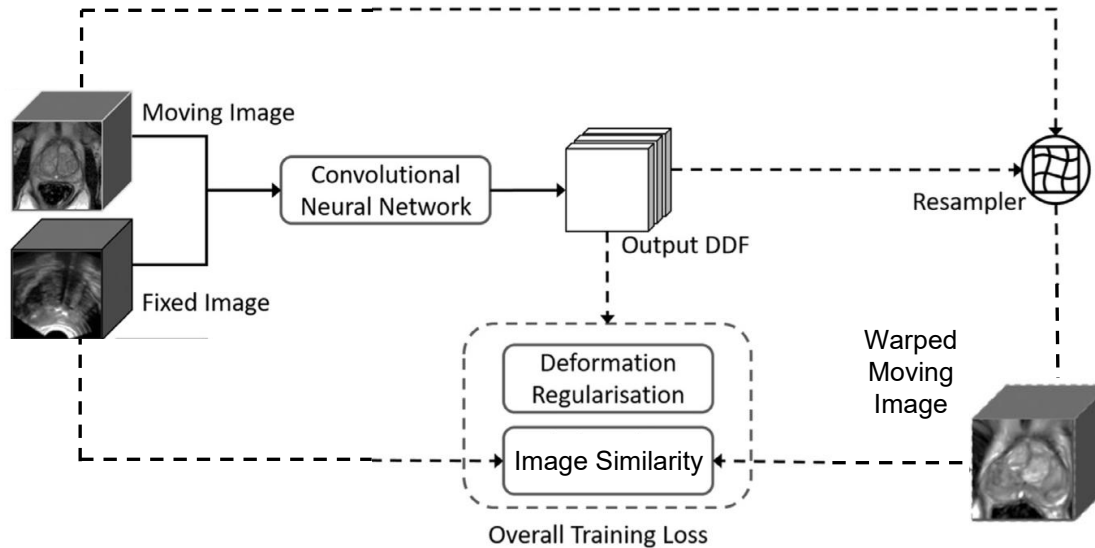 Moving Image
Convolutional
Neural Network
Resampler
Output DDF
Fixed Image
Warped
Moving
Image
Deformation
Regularisation
Image Similarity
Overall Training Loss